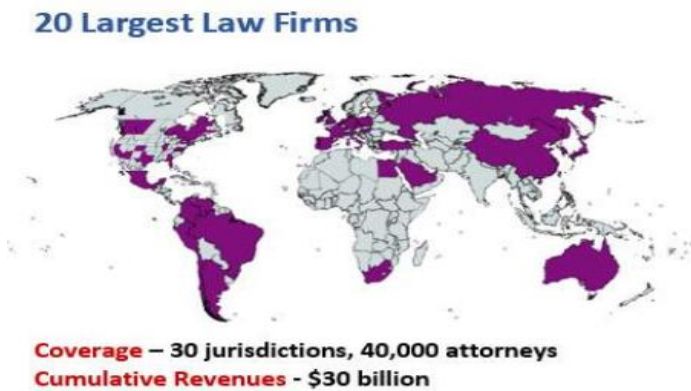 20 Largest Law Firms
Coverage – 30 jurisdictions, 40,000 attorneys
Cumulative Revenues - $30 billion